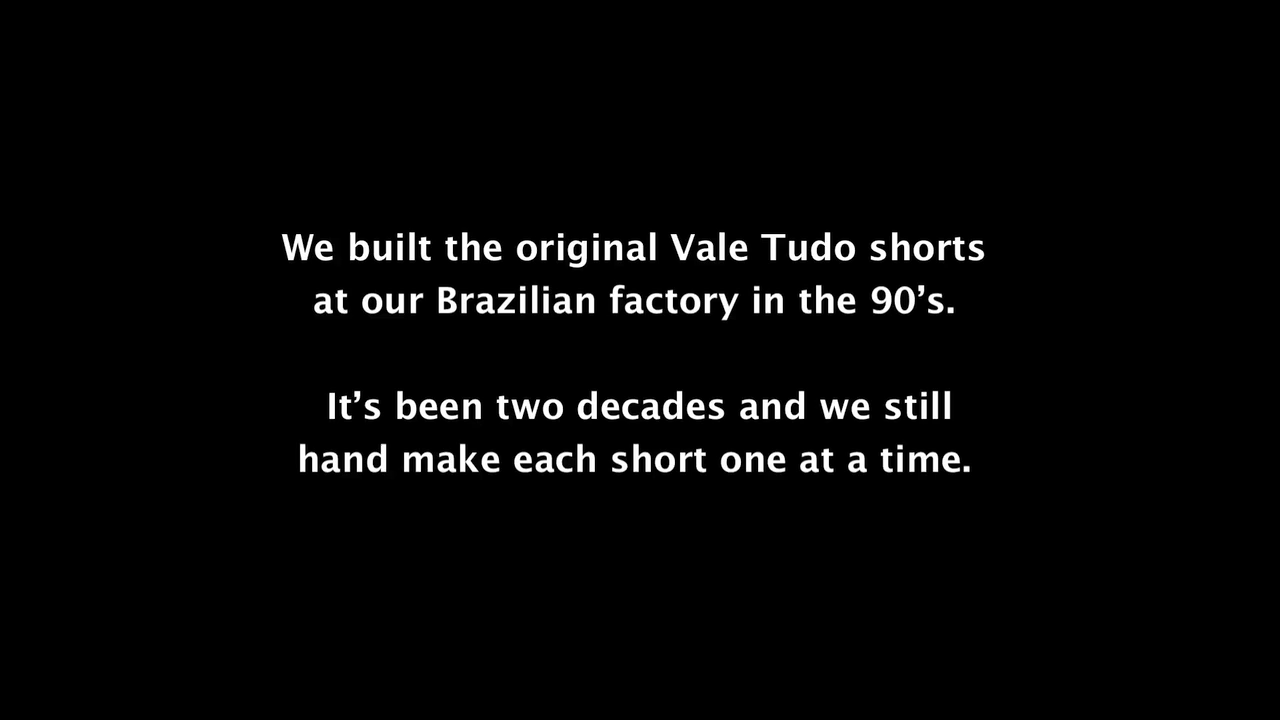 We built the original Vale Tudo shorts
at our Brazilian factory in the 90’s.
It’s been two decades and we still
hand make each short one at a time.